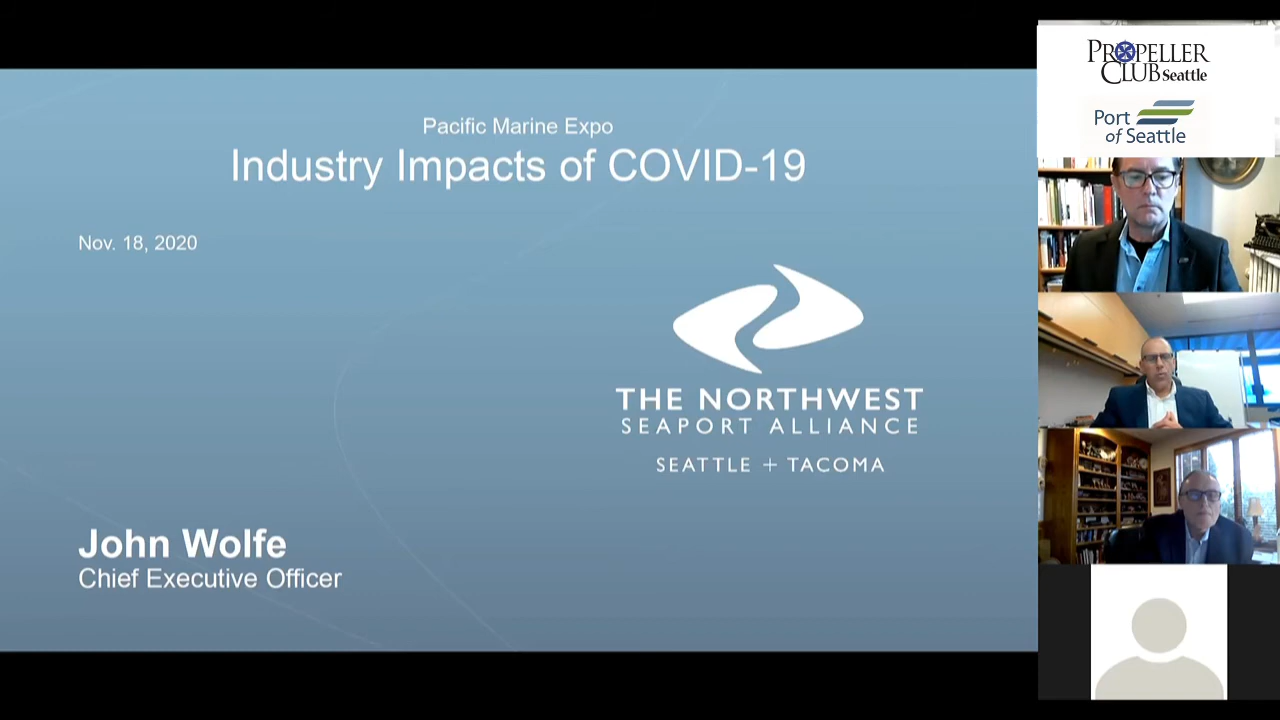 Pacific Marine Expo
Industry Impacts of COVID-19
Nov. 18, 2020
THE NORTHWEST
SEAPORT ALLIANCE
SEATTLE + TACOMA
John Wolfe
Chief Executive Officer
PROPELLER
CLUB Seattle
Port
of Seattle